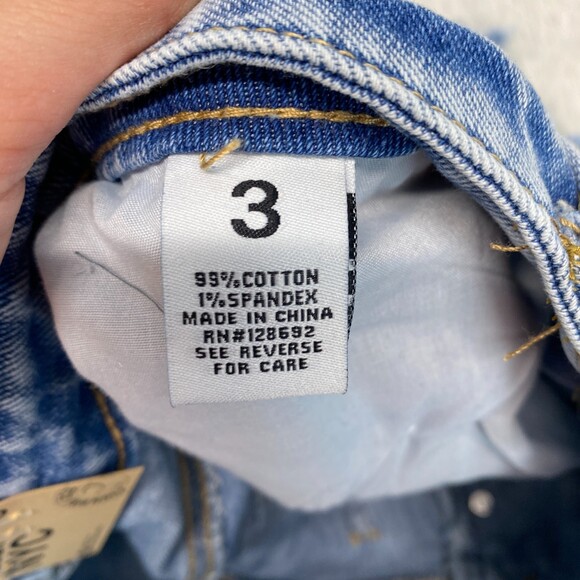 3
99%COTTON
1%SPANDEX
MADE IN CHINA
RN#128692
SEE REVERSE
FOR CARE